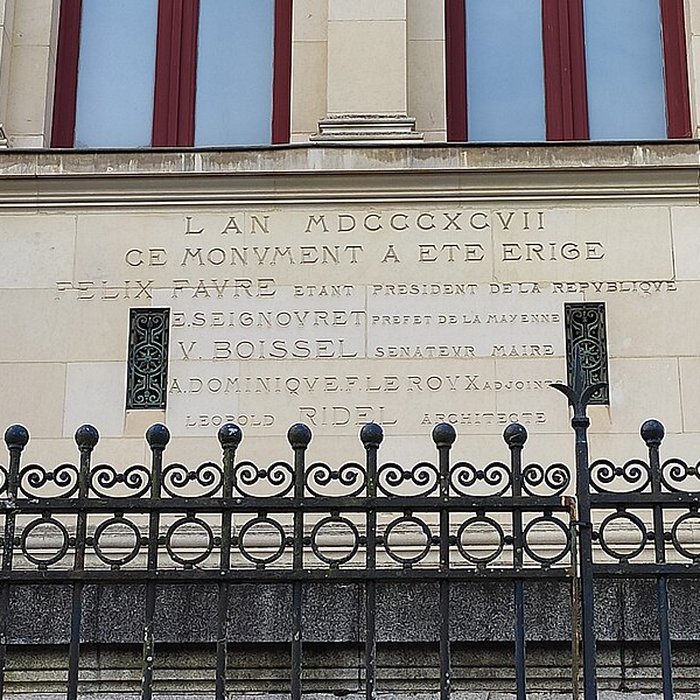 L AN MDCCCXCVII
CE MONVMENT A ETE ERIGE
FELIX FAVRE ETANT PRESIDENT DE LA REPVBLIQVE
E. SEIGNOVRET PREFET DE LA MAYENNE
V. BOISSEL SENATEVR MAIRE
A. DOMINIQVE. F. LE ROVX ADJOINT
LEOPOLD RIDEL ARCHITECTE